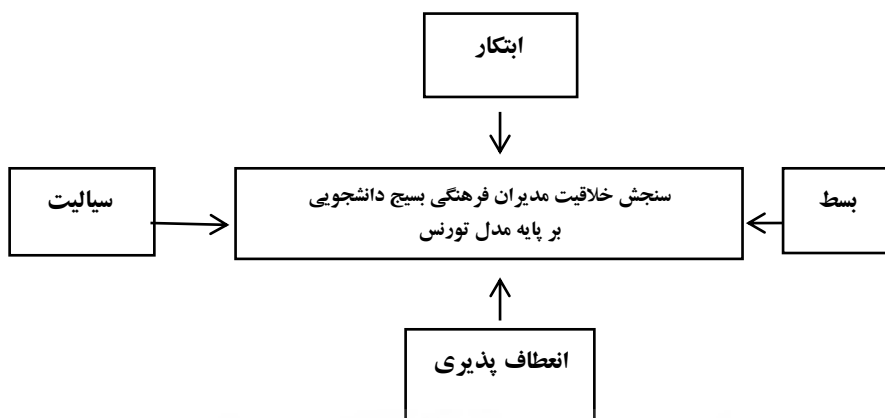 ابتکار
سنجش خلاقیت مدیران فرهنگی بسیج دانشجویی
بر پایه مدل تورنس
بسط
سیالیت
انعطاف پذیری